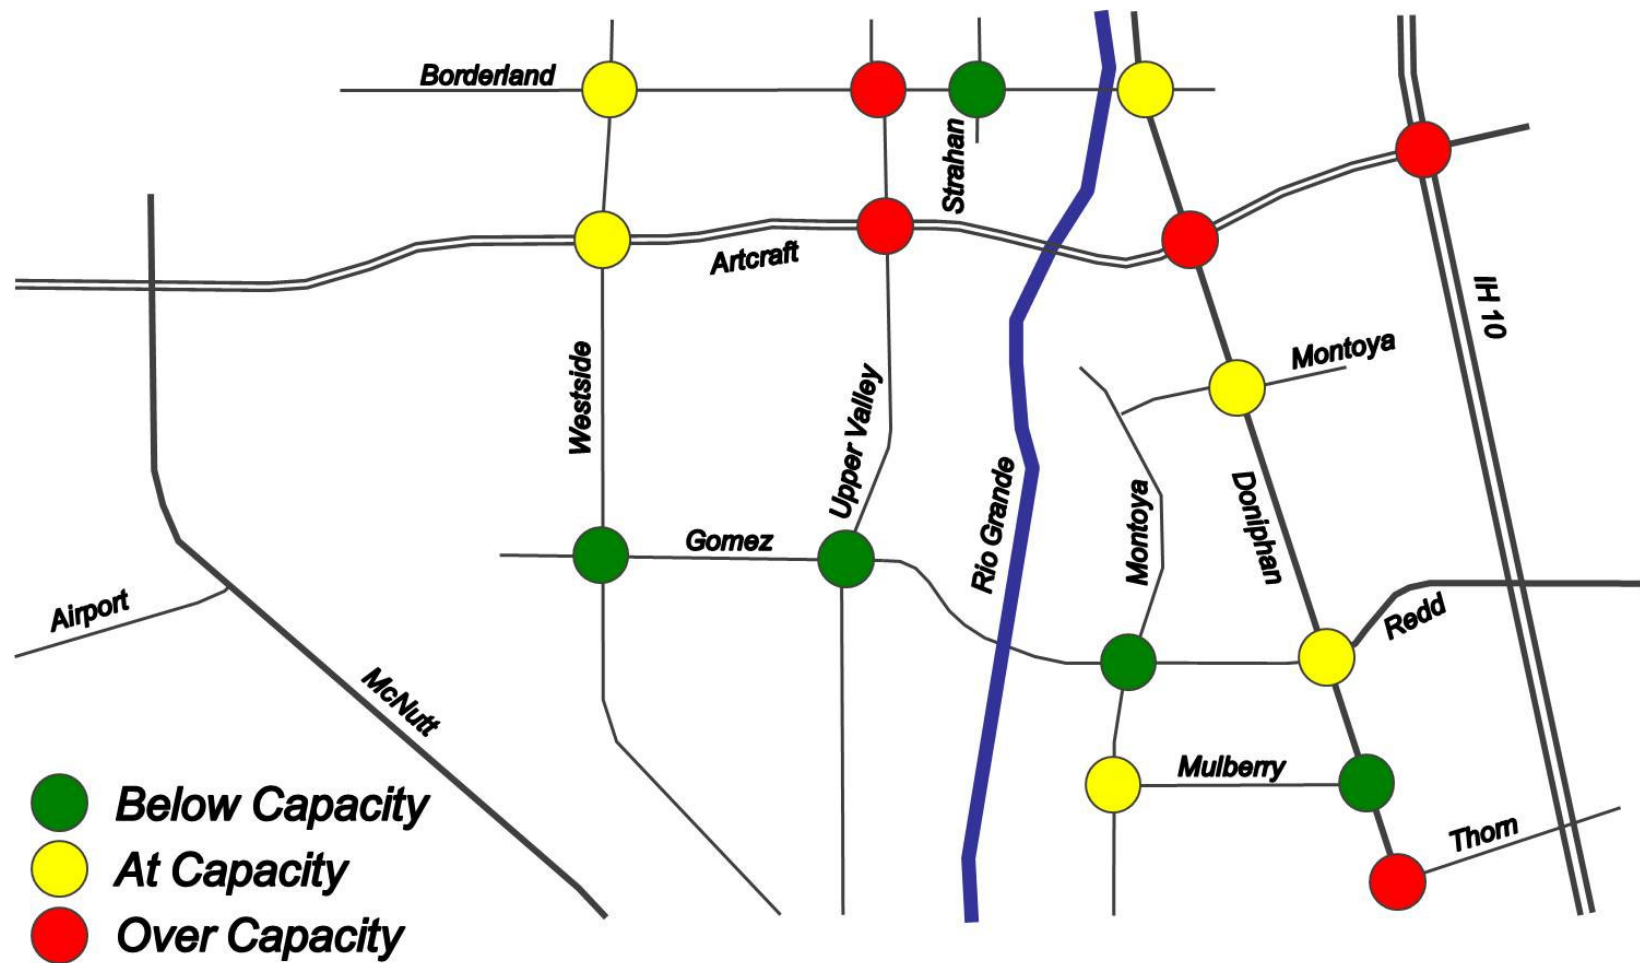 Borderland
Strahan
Artcraft
IH 10
Montoya
Westside
Upper Valley
Rio Grande
Montoya
Doniphan
Gomez
Airport
Redd
McNutt
Mulberry
Thorn
Below Capacity
At Capacity
Over Capacity